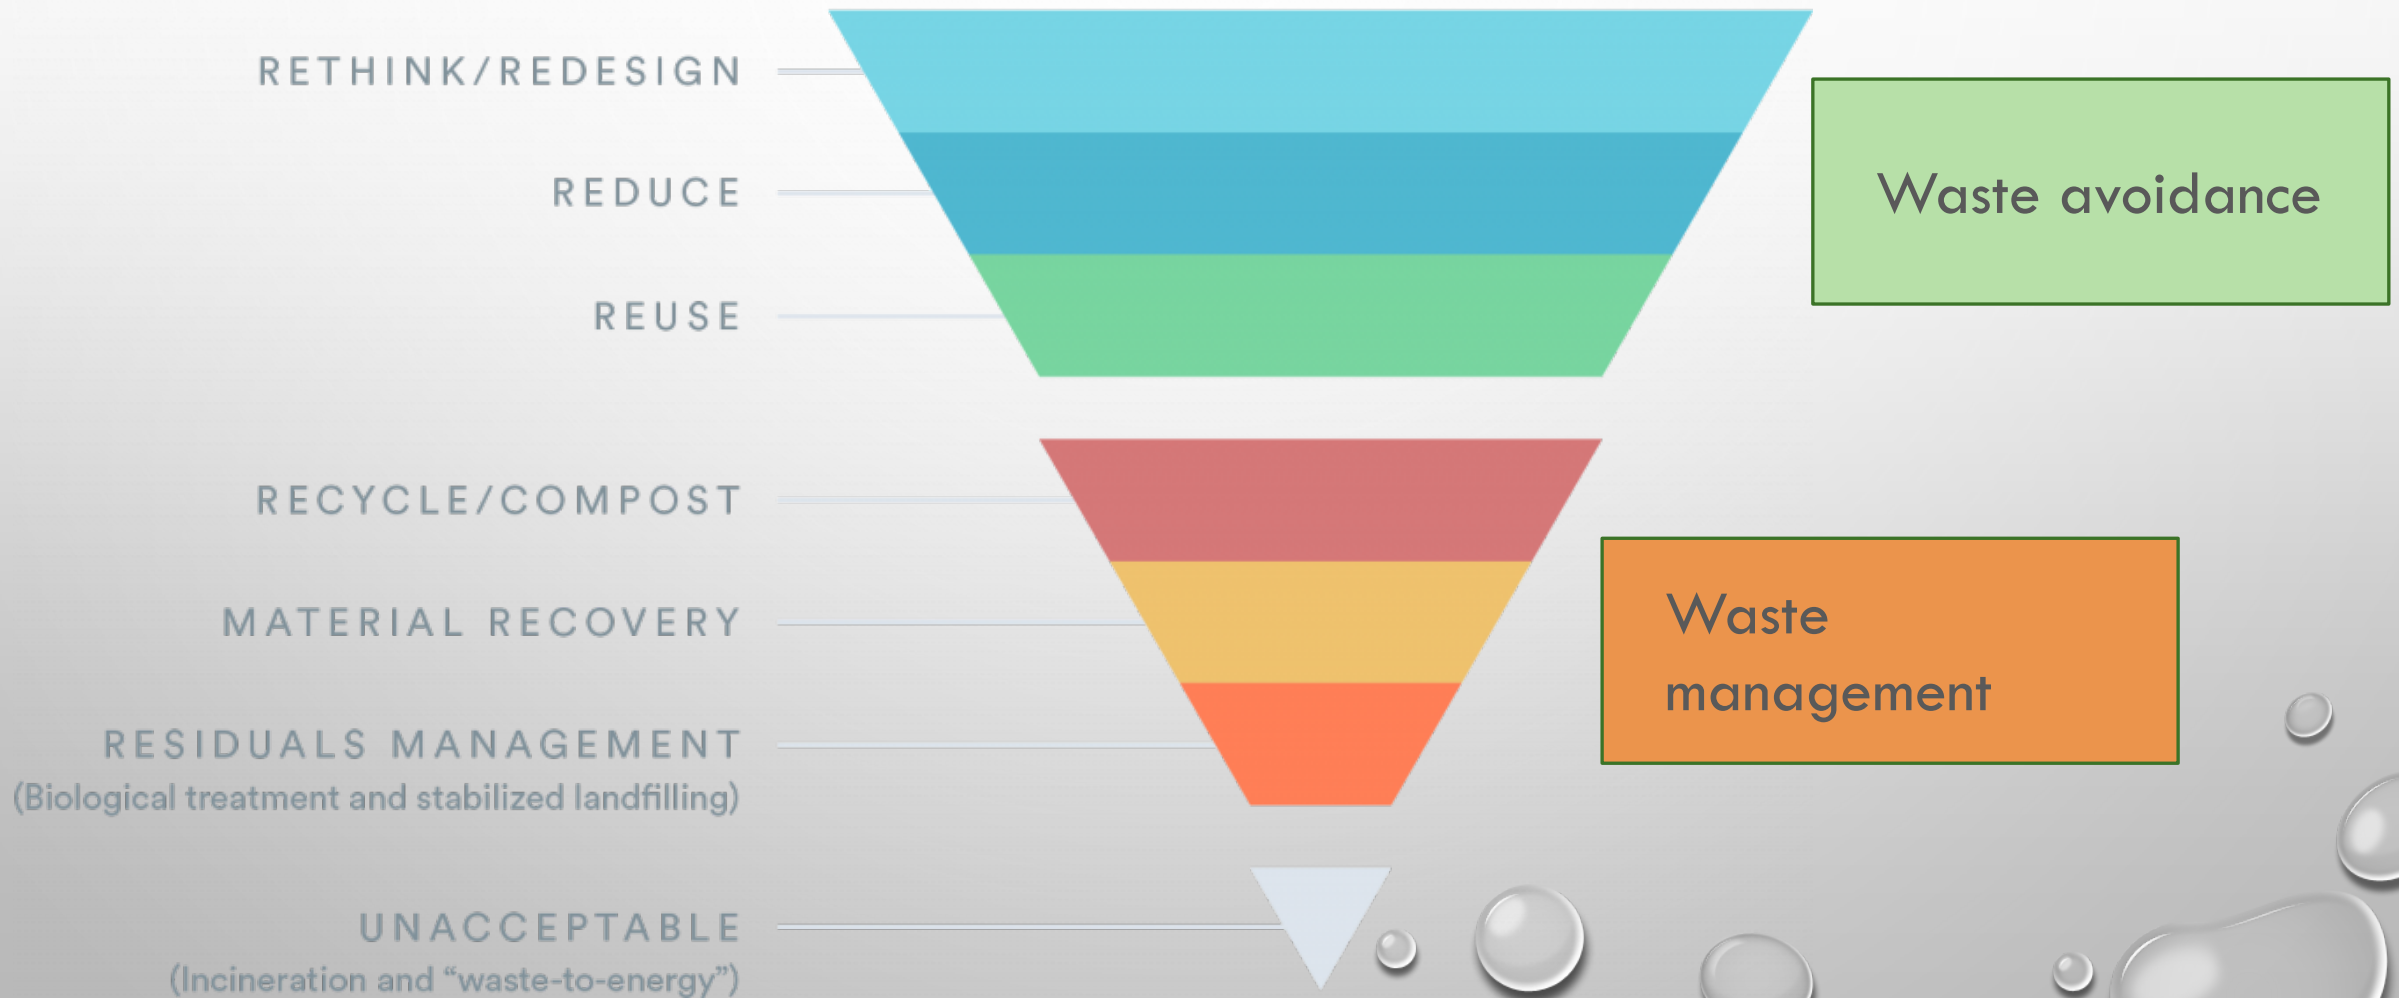 RETHINK/REDESIGN
REDUCE
REUSE
Waste avoidance
RECYCLE/COMPOST
MATERIAL RECOVERY
RESIDUALS MANAGEMENT
(Biological treatment and stabilized landfilling)
Waste
management
UNACCEPTABLE
(Incineration and “waste-to-energy”)